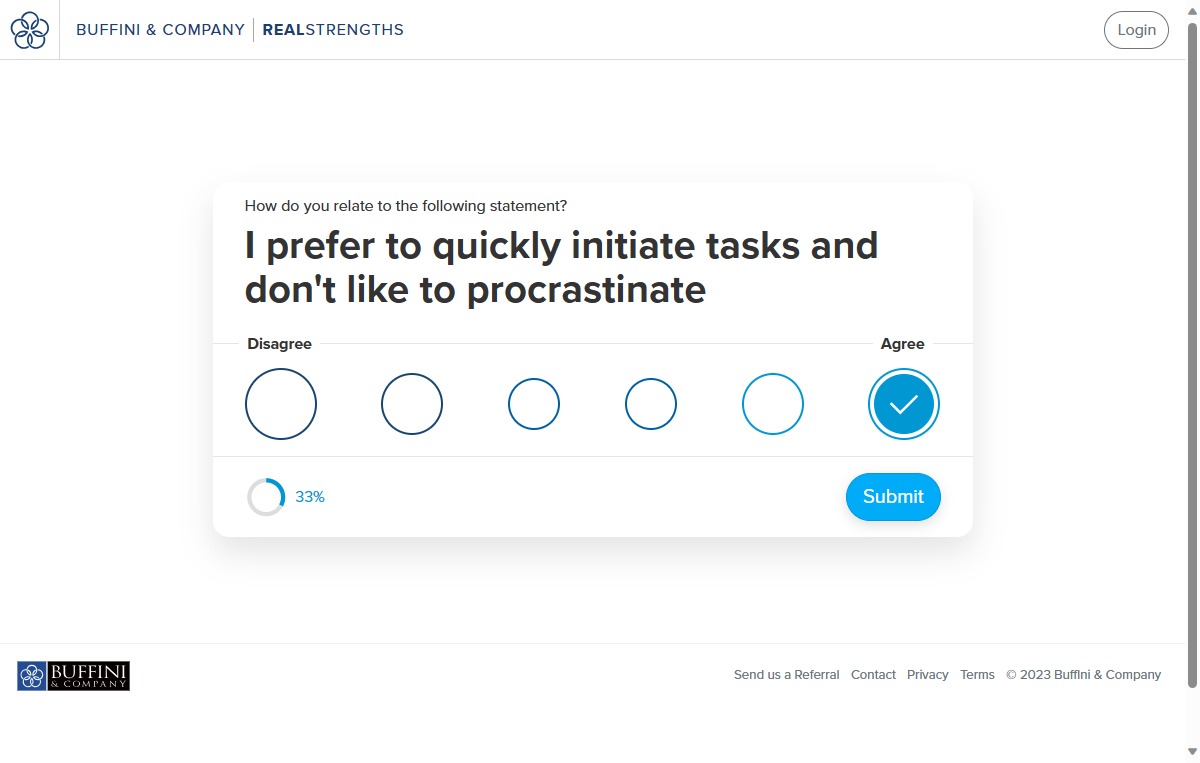 BUFFINI & COMPANY | REALSTRENGTHS
Login
How do you relate to the following statement?
I prefer to quickly initiate tasks and
don't like to procrastinate
Disagree
Agree
33%
Submit
BUFFINI
& COMPANY
Send us a Referral Contact Privacy Terms © 2023 Buffini & Company